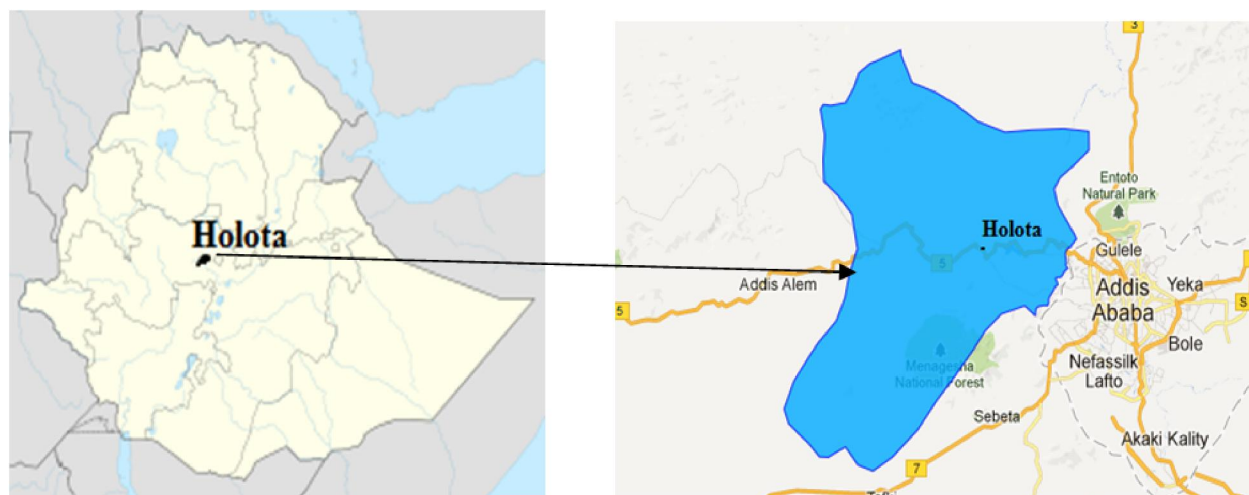 Holota
3
Entoto
Natural Park
Holota
Gulele
5
Addis Alem
Addis
Ababa
Yeka
5
S
Bole
Menagesha
National Forest
Nefassilk
Lafto
Sebeta
Akaki Kality
7